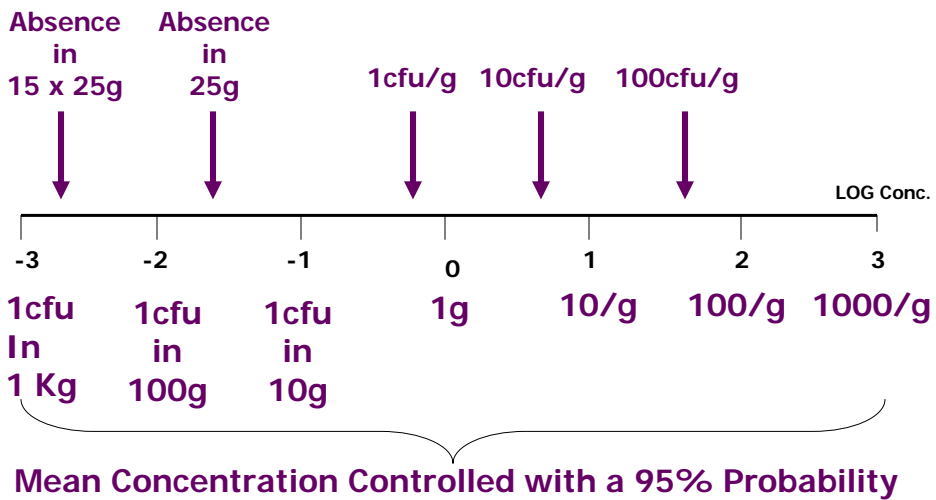 Absence
in
15 x 25g
Absence
in
25g
1cfu/g
10cfu/g
100cfu/g
LOG Conc.
-3
-2
-1
0
1
2
3
1cfu
In
1 Kg
1cfu
in
100g
1cfu
in
10g
1g
10/g
100/g
1000/g
Mean Concentration Controlled with a 95% Probability